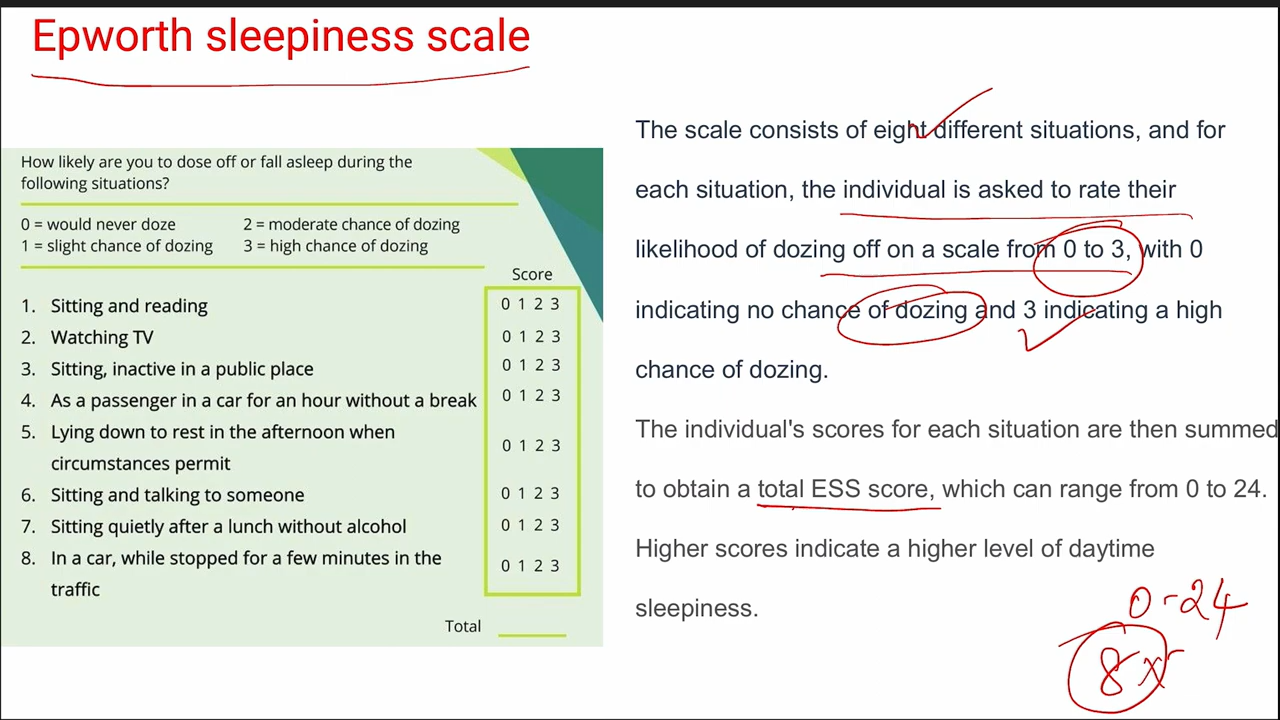 Epworth sleepiness scale
How likely are you to dose off or fall asleep during the
following situations?
0 = would never doze 2 = moderate chance of dozing
1 = slight chance of dozing 3 = high chance of dozing
Score
1. Sitting and reading 0 1 2 3
2. Watching TV 0 1 2 3
3. Sitting, inactive in a public place 0 1 2 3
4. As a passenger in a car for an hour without a break 0 1 2 3
5. Lying down to rest in the afternoon when
circumstances permit 0 1 2 3
6. Sitting and talking to someone 0 1 2 3
7. Sitting quietly after a lunch without alcohol 0 1 2 3
8. In a car, while stopped for a few minutes in the
traffic 0 1 2 3
Total
The scale consists of eight different situations, and for
each situation, the individual is asked to rate their
likelihood of dozing off on a scale from 0 to 3, with 0
indicating no chance of dozing and 3 indicating a high
chance of dozing.
The individual's scores for each situation are then summed
to obtain a total ESS score, which can range from 0 to 24.
Higher scores indicate a higher level of daytime
sleepiness.
0-24
8x